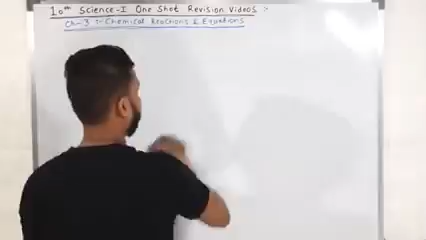 10th Science-I One Shot Revision Videos :-
Ch-3 :- Chemical Reactions & Equations